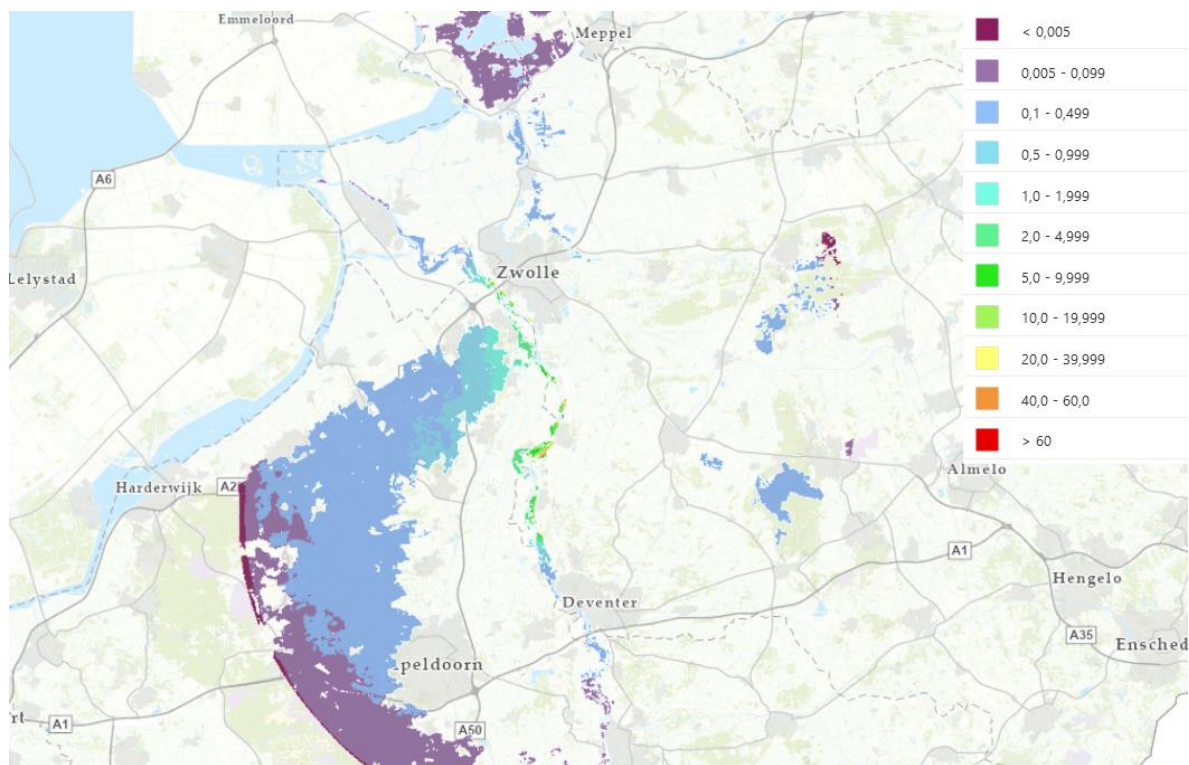 Emmeloord
Meppel
A6
Lelystad
Zwolle
Harderwijk
A28
Almelo
A1
Hengelo
Deventer
A35
Ensched
peldoorn
A1
A50
< 0,005
0,005 - 0,099
0,1 - 0,499
0,5 - 0,999
1,0 - 1,999
2,0 - 4,999
5,0 - 9,999
10,0 - 19,999
20,0 - 39,999
40,0 - 60,0
> 60